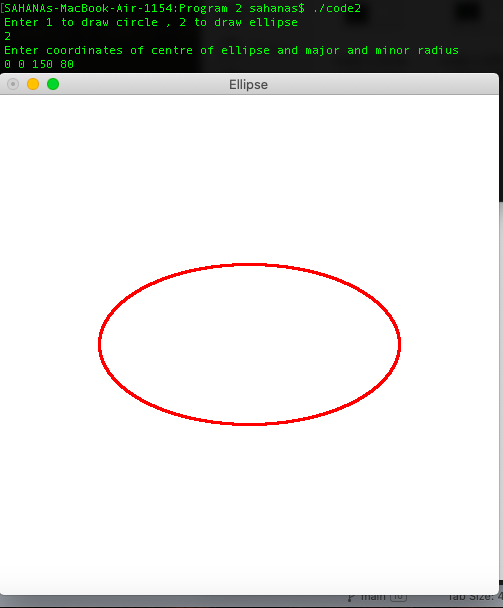 [SAHANAs-MacBook-Air-1154:Program 2 sahanas$ ./code2
Enter 1 to draw circle , 2 to draw ellipse
2
Enter coordinates of centre of ellipse and major and minor radius
0 0 150 80
Ellipse
main
Tab Size: 4